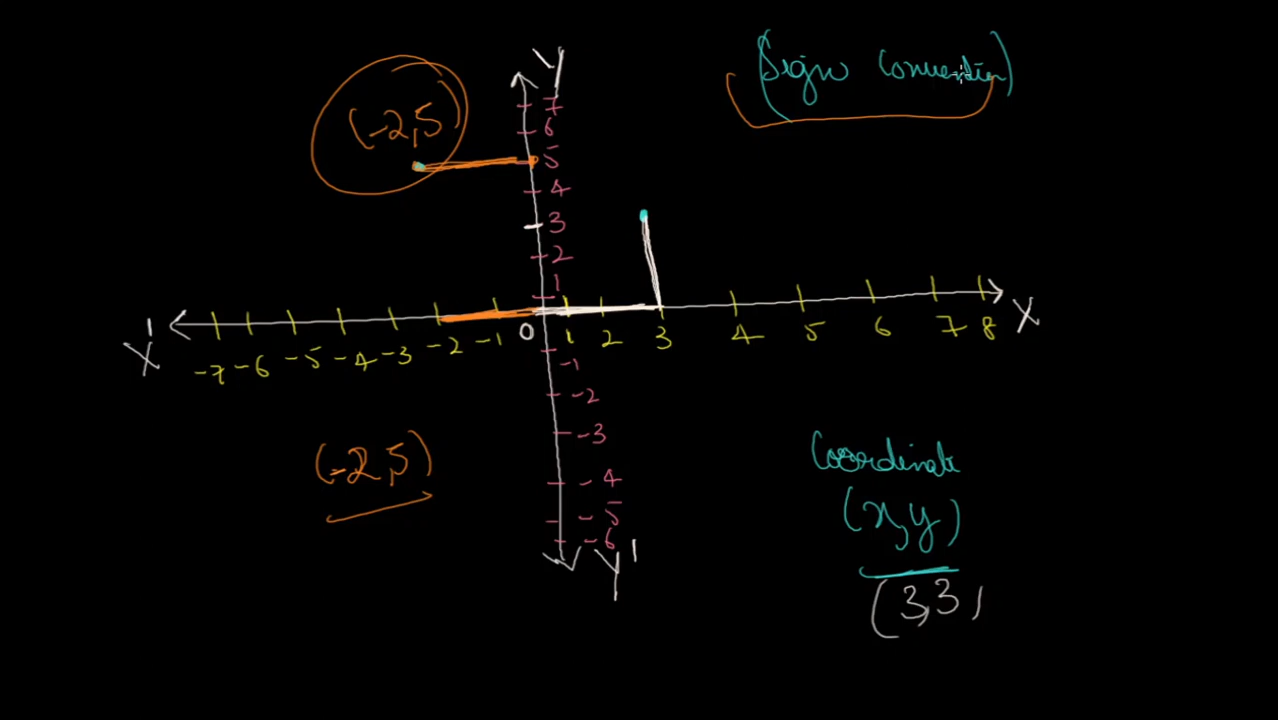 (Sign Convention)
Y
(-2,5)
7
6
5
4
3
2
1
X'
-7 -6 -5 -4 -3 -2 -1 0 1 2 3 4 5 6 7 8 X
-1
-2
-3
-4
-5
-6
Y'
(-2,5)
Coordinate
(x,y)
(3,3)